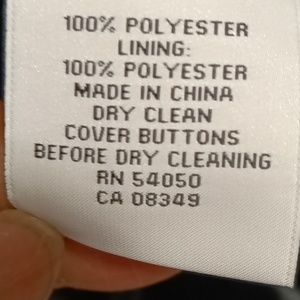 100% POLYESTER
LINING:
100% POLYESTER
MADE IN CHINA
DRY CLEAN
COVER BUTTONS
BEFORE DRY CLEANING
RN 54050
CA 08349